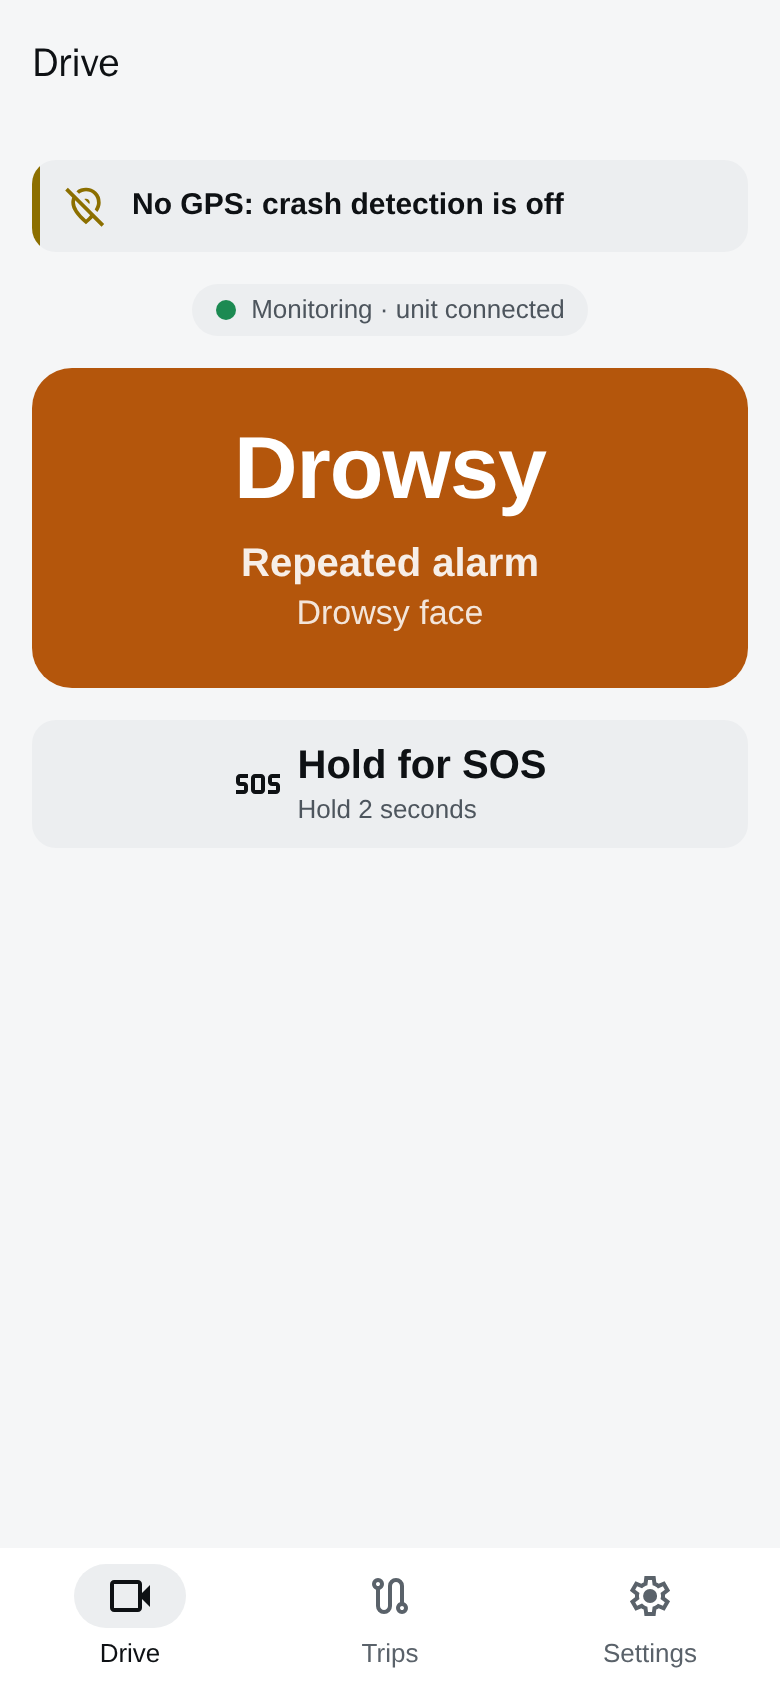 Drive
No GPS: crash detection is off
Monitoring · unit connected
Drowsy
Repeated alarm
Drowsy face
SOS
Hold for SOS
Hold 2 seconds
Drive
Trips
Settings